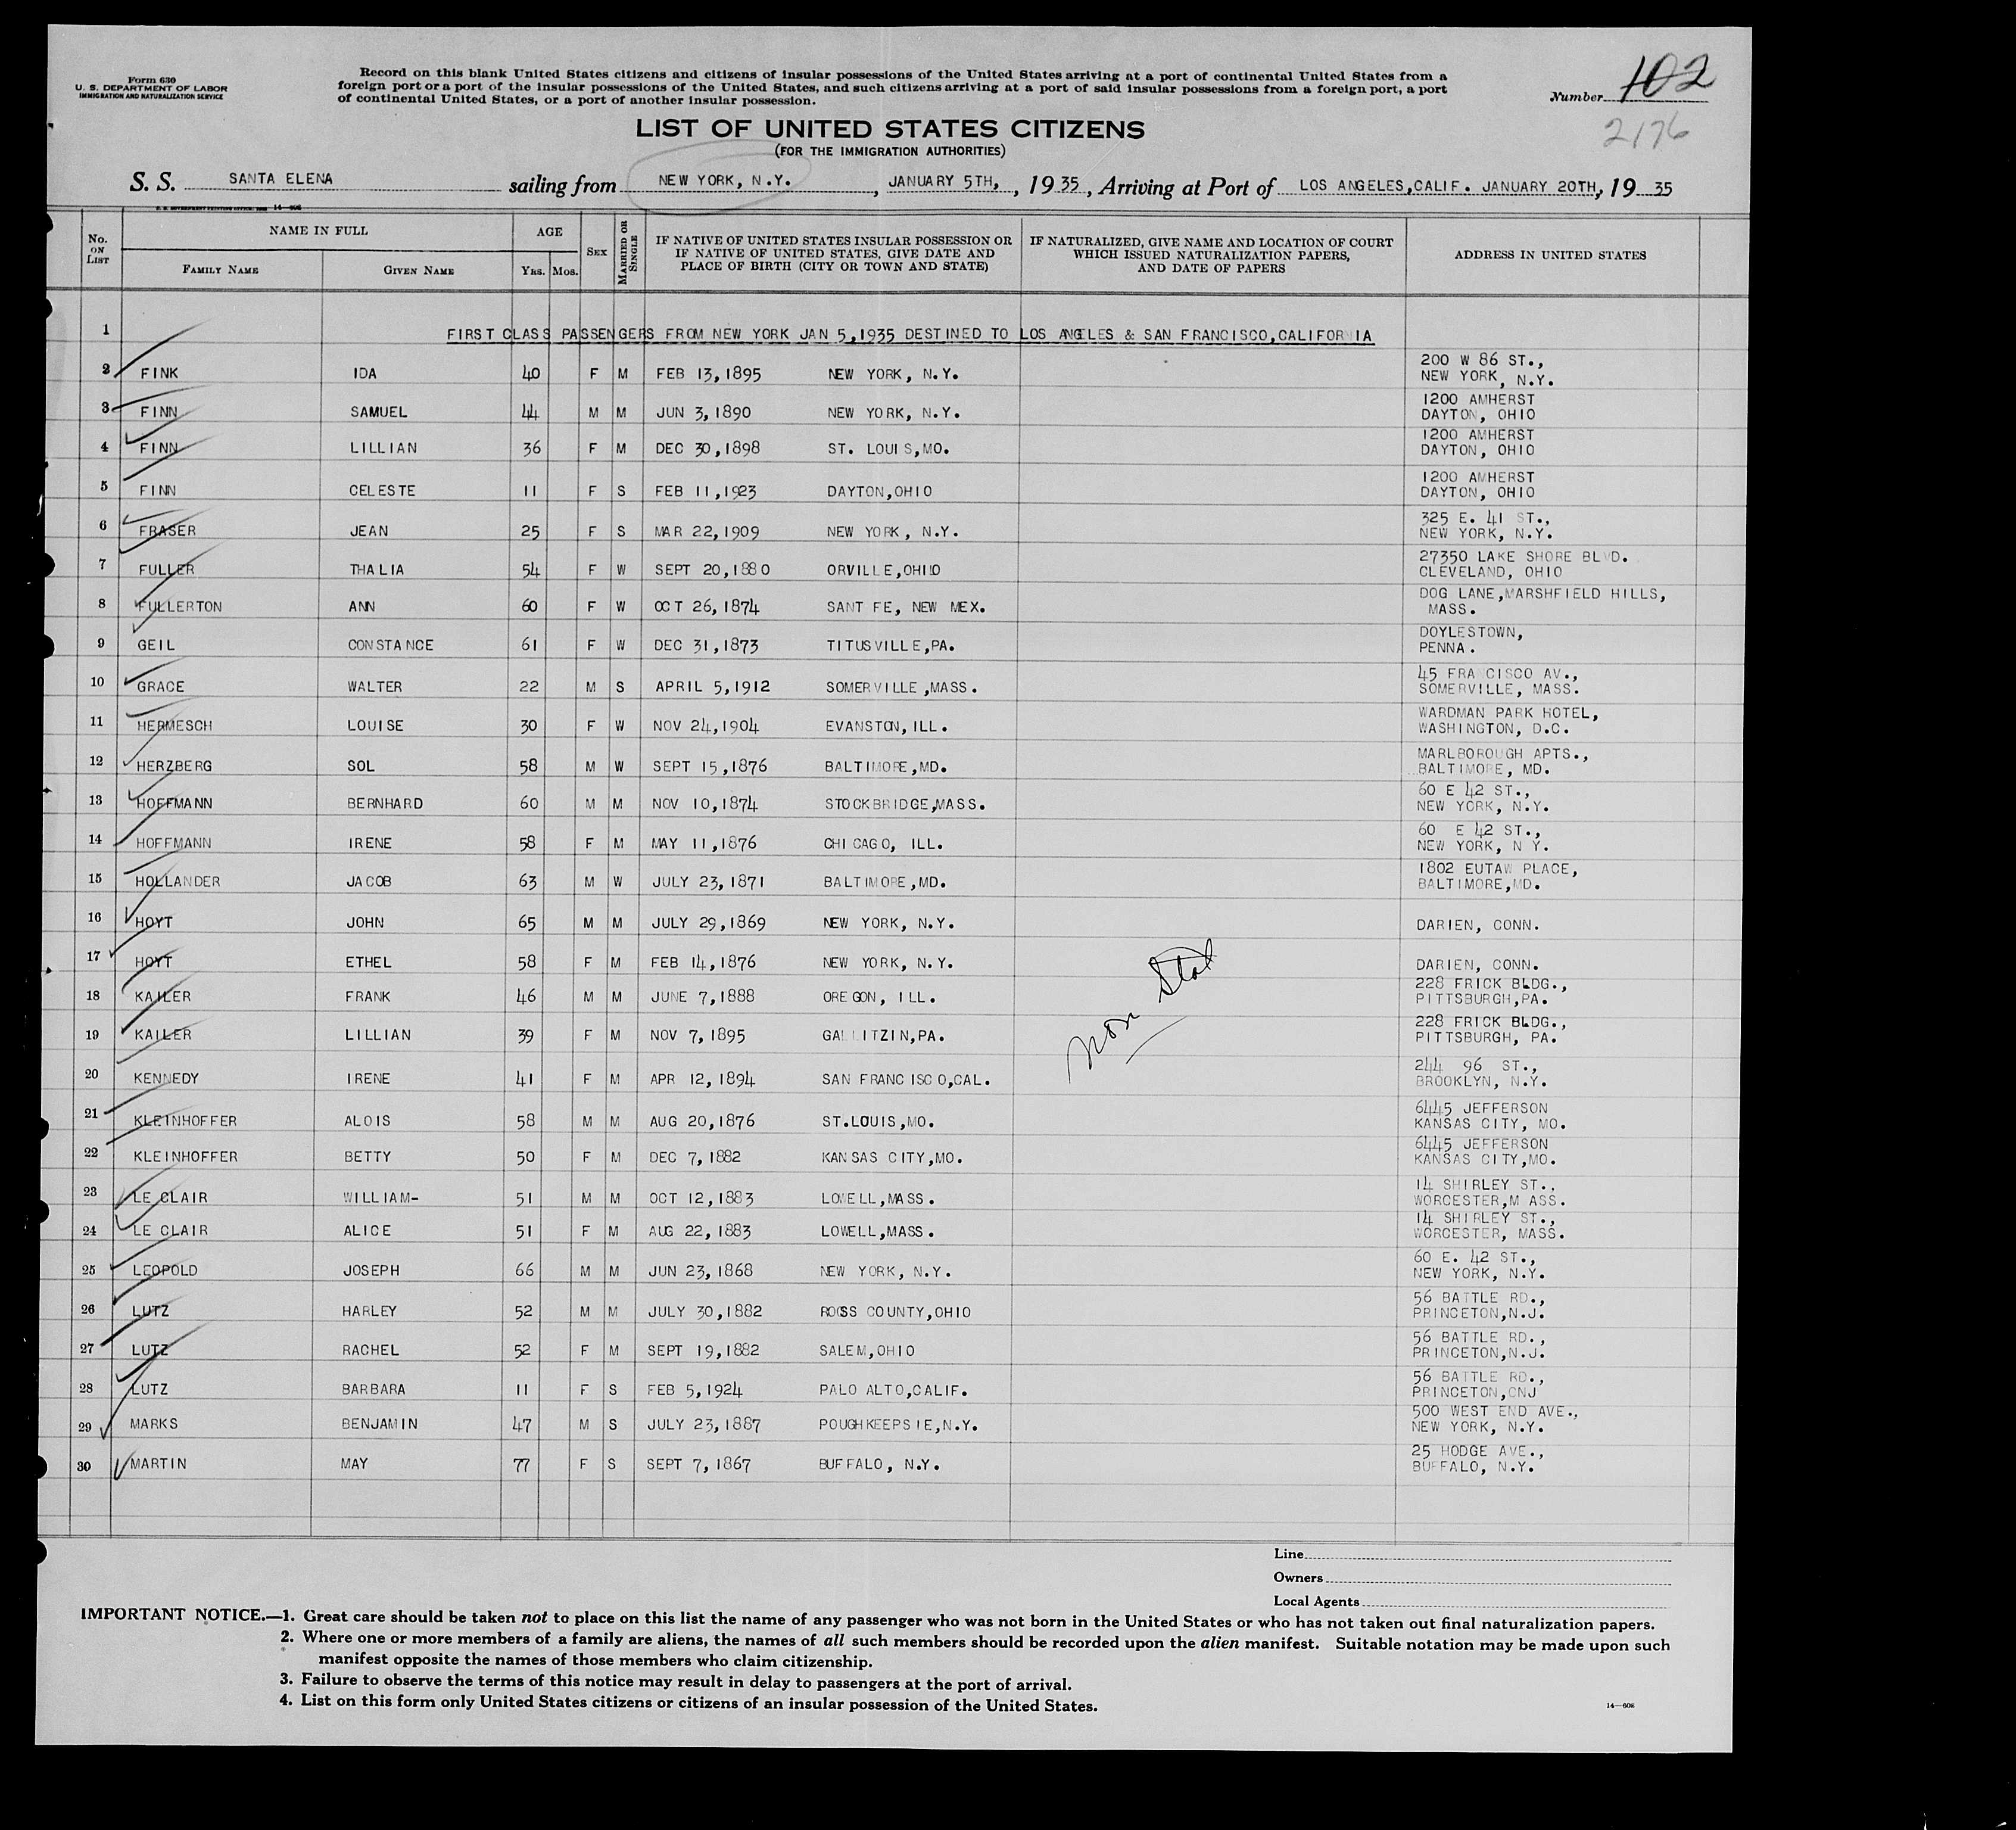 Form 630
U. S. DEPARTMENT OF LABOR
IMMIGRATION AND NATURALIZATION SERVICE
Record on this blank United States citizens and citizens of insular possessions of the United States arriving at a port of continental United States from a
foreign port or a port of the insular possessions of the United States, and such citizens arriving at a port of said insular possessions from a foreign port, a port
of continental United States, or a port of another insular possession.
Number 102
2176
LIST OF UNITED STATES CITIZENS
(FOR THE IMMIGRATION AUTHORITIES)
S. S. SANTA ELENA sailing from NEW YORK, N.Y. , JANUARY 5TH, , 19 35 , Arriving at Port of LOS ANGELES, CALIF. JANUARY 20TH, 19 35
No. ON LIST
NAME IN FULL
FAMILY NAME
GIVEN NAME
AGE
YRS.
MOS.
SEX
MARRIED OR SINGLE
IF NATIVE OF UNITED STATES INSULAR POSSESSION OR
IF NATIVE OF UNITED STATES, GIVE DATE AND
PLACE OF BIRTH (CITY OR TOWN AND STATE)
IF NATURALIZED, GIVE NAME AND LOCATION OF COURT
WHICH ISSUED NATURALIZATION PAPERS,
AND DATE OF PAPERS
ADDRESS IN UNITED STATES
1 FIRST CLASS PASSENGERS FROM NEW YORK JAN 5,1935 DESTINED TO LOS ANGELES & SAN FRANCISCO,CALIFORNIA
2 FINK IDA 40 F M FEB 13,1895 NEW YORK, N.Y. 200 W 86 ST.,
NEW YORK, N.Y.
3 FINN SAMUEL 44 M M JUN 3,1890 NEW YORK, N.Y. 1200 AMHERST
DAYTON, OHIO
4 FINN LILLIAN 36 F M DEC 30,1898 ST. LOUIS,MO. 1200 AMHERST
DAYTON, OHIO
5 FINN CELESTE 11 F S FEB 11,1923 DAYTON,OHIO 1200 AMHERST
DAYTON, OHIO
6 FRASER JEAN 25 F S MAR 22,1909 NEW YORK, N.Y. 325 E. 41 ST.,
NEW YORK, N.Y.
7 FULLER THALIA 54 F W SEPT 20,1880 ORVILLE,OHIO 27350 LAKE SHORE BLVD.
CLEVELAND, OHIO
8 FULLERTON ANN 60 F W OCT 26,1874 SANT FE, NEW MEX. DOG LANE,MARSHFIELD HILLS,
MASS.
9 GEIL CONSTANCE 61 F W DEC 31,1873 TITUSVILLE,PA. DOYLESTOWN,
PENNA.
10 GRACE WALTER 22 M S APRIL 5,1912 SOMERVILLE,MASS. 45 FRA CISCO AV.,
SOMERVILLE, MASS.
11 HERMESCH LOUISE 30 F W NOV 24,1904 EVANSTON, ILL. WARDMAN PARK HOTEL,
WASHINGTON, D.C.
12 HERZBERG SOL 58 M W SEPT 15,1876 BALTIMORE,MD. MARLBOROUGH APTS.,
BALTIMORE, MD.
13 HOFFMANN BERNHARD 60 M M NOV 10,1874 STOCKBRIDGE,MASS. 60 E 42 ST.,
NEW YORK, N.Y.
14 HOFFMANN IRENE 58 F M MAY 11,1876 CHICAGO, ILL. 60 E 42 ST.,
NEW YORK, N Y.
15 HOLLANDER JACOB 63 M W JULY 23,1871 BALTIMORE,MD. 1802 EUTAW PLACE,
BALTIMORE,MD.
16 HOYT JOHN 65 M M JULY 29,1869 NEW YORK, N.Y. DARIEN, CONN.
17 HOYT ETHEL 58 F M FEB 14,1876 NEW YORK, N.Y. DARIEN, CONN.
18 KAILER FRANK 46 M M JUNE 7,1888 OREGON, ILL. 228 FRICK BLDG.,
PITTSBURGH,PA.
non Stat
19 KAILER LILLIAN 39 F M NOV 7,1895 GALLITZIN,PA. 228 FRICK BLDG.,
PITTSBURGH, PA.
20 KENNEDY IRENE 41 F M APR 12,1894 SAN FRANCISCO,CAL. 244 96 ST.,
BROOKLYN, N.Y.
21 KLEINHOFFER ALOIS 58 M M AUG 20,1876 ST.LOUIS,MO. 6445 JEFFERSON
KANSAS CITY, MO.
22 KLEINHOFFER BETTY 50 F M DEC 7,1882 KANSAS CITY,MO. 6445 JEFFERSON
KANSAS CITY,MO.
23 LE CLAIR WILLIAM- 51 M M OCT 12,1883 LOWELL,MASS. 14 SHIRLEY ST.,
WORCESTER,M ASS.
24 LE CLAIR ALICE 51 F M AUG 22,1883 LOWELL,MASS. 14 SHIRLEY ST.,
WORCESTER, MASS.
25 LEOPOLD JOSEPH 66 M M JUN 23,1868 NEW YORK, N.Y. 60 E. 42 ST.,
NEW YORK, N.Y.
26 LUTZ HARLEY 52 M M JULY 30,1882 ROSS COUNTY,OHIO 56 BATTLE RD.,
PRINCETON,N.J.
27 LUTZ RACHEL 52 F M SEPT 19,1882 SALEM,OHIO 56 BATTLE RD.,
PRINCETON,N.J.
28 LUTZ BARBARA 11 F S FEB 5,1924 PALO ALTO,CALIF. 56 BATTLE RD.,
PRINCETON,CNJ
29 MARKS BENJAMIN 47 M S JULY 23,1887 POUGHKEEPSIE,N.Y. 500 WEST END AVE.,
NEW YORK, N.Y.
30 MARTIN MAY 77 F S SEPT 7,1867 BUFFALO, N.Y. 25 HODGE AVE.,
BUFFALO, N.Y.
Line
Owners
Local Agents
IMPORTANT NOTICE.—1. Great care should be taken not to place on this list the name of any passenger who was not born in the United States or who has not taken out final naturalization papers.
2. Where one or more members of a family are aliens, the names of all such members should be recorded upon the alien manifest. Suitable notation may be made upon such
manifest opposite the names of those members who claim citizenship.
3. Failure to observe the terms of this notice may result in delay to passengers at the port of arrival.
4. List on this form only United States citizens or citizens of an insular possession of the United States.